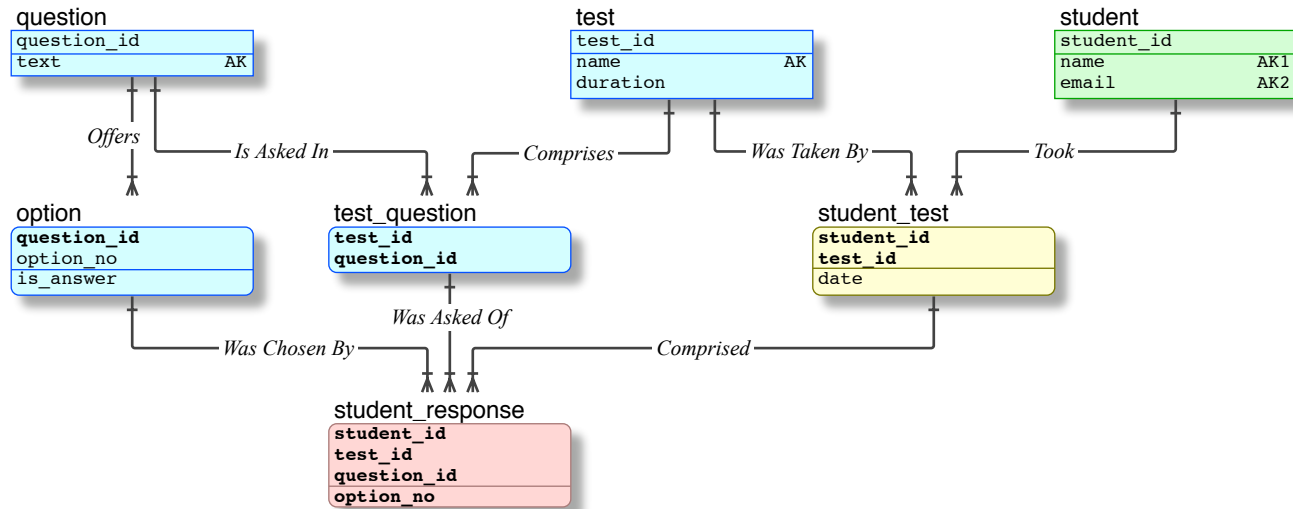 question
question_id
text AK
test
test_id
name AK
duration
student
student_id
name AK1
email AK2
Offers
Is Asked In
Comprises
Was Taken By
Took
option
question_id
option_no
is_answer
test_question
test_id
question_id
student_test
student_id
test_id
date
Was Asked Of
Was Chosen By
Comprised
student_response
student_id
test_id
question_id
option_no